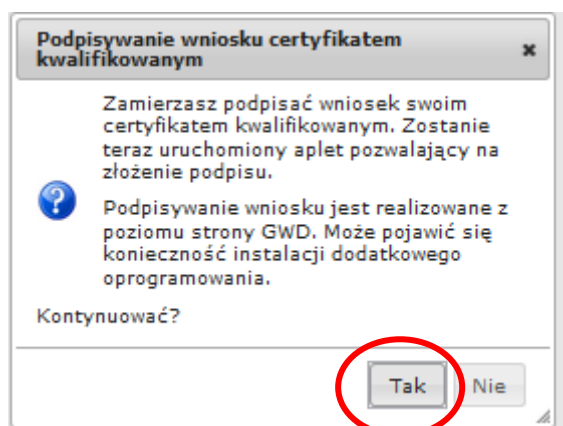 Podpisywanie wniosku certyfikatem
kwalifikowanym
Zamierzasz podpisać wniosek swoim
certyfikatem kwalifikowanym. Zostanie
teraz uruchomiony aplet pozwalający na
złożenie podpisu.
Podpisywanie wniosku jest realizowane z
poziomu strony GWD. Może pojawić się
konieczność instalacji dodatkowego
oprogramowania.
Kontynuować?
Tak Nie